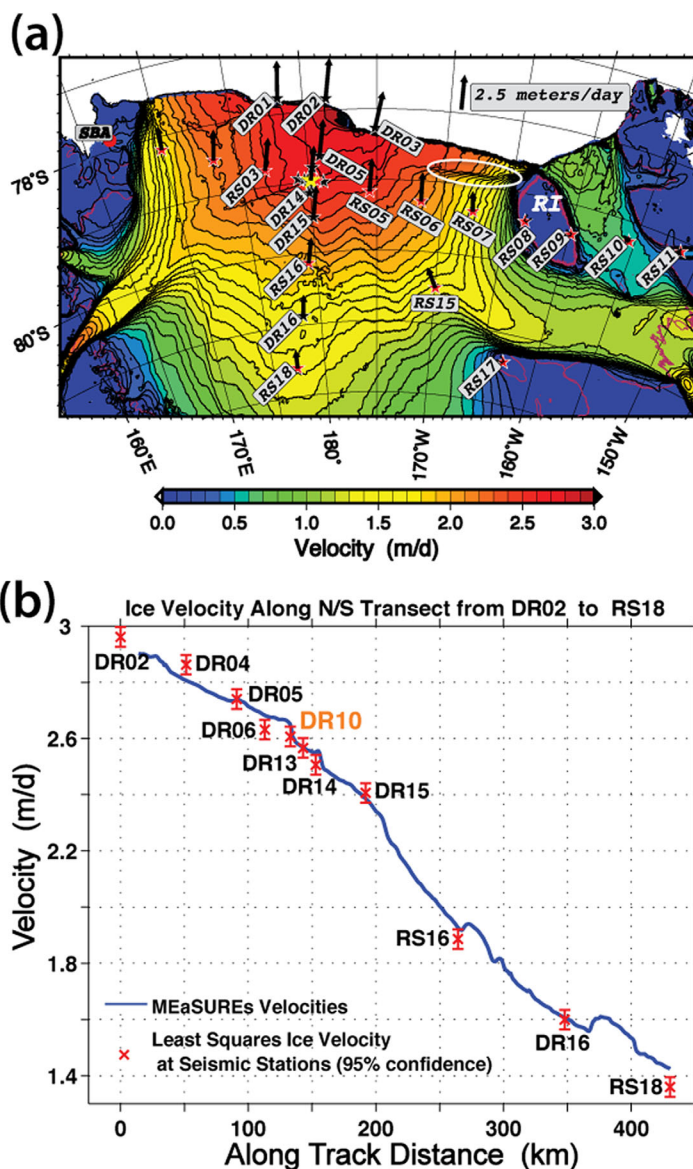 (a)
DR01
DR02
2.5 meters/day
SBA
DR03
78°S
RS03
DR05
DR14
RS05
RI
DR15
RS06
RS07
RS08
RS09
RS10
RS11
RS16
RS15
80°S
DR16
RS18
RS17
160°E
170°E
180°
170°W
160°W
150°W
0.0 0.5 1.0 1.5 2.0 2.5 3.0
Velocity (m/d)
(b)
Ice Velocity Along N/S Transect from DR02 to RS18
3
DR02
DR04
DR05
DR06
DR10
2.6
DR13
DR14
DR15
Velocity (m/d)
2.2
RS16
1.8
MEaSUREs Velocities
Least Squares Ice Velocity
at Seismic Stations (95% confidence)
DR16
RS18
1.4
0 50 100 150 200 250 300 350 400
Along Track Distance (km)